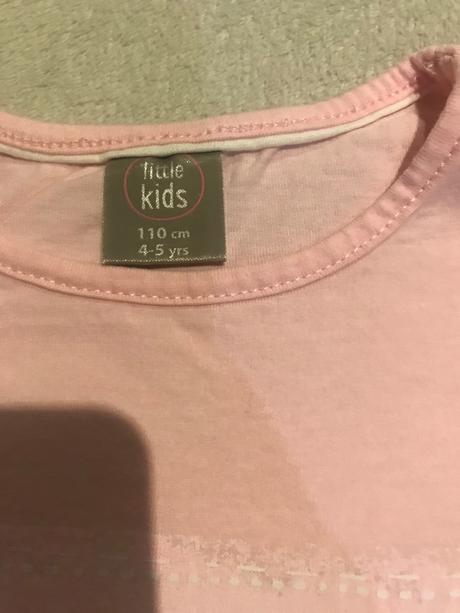 little
kids
110 cm
4-5 yrs